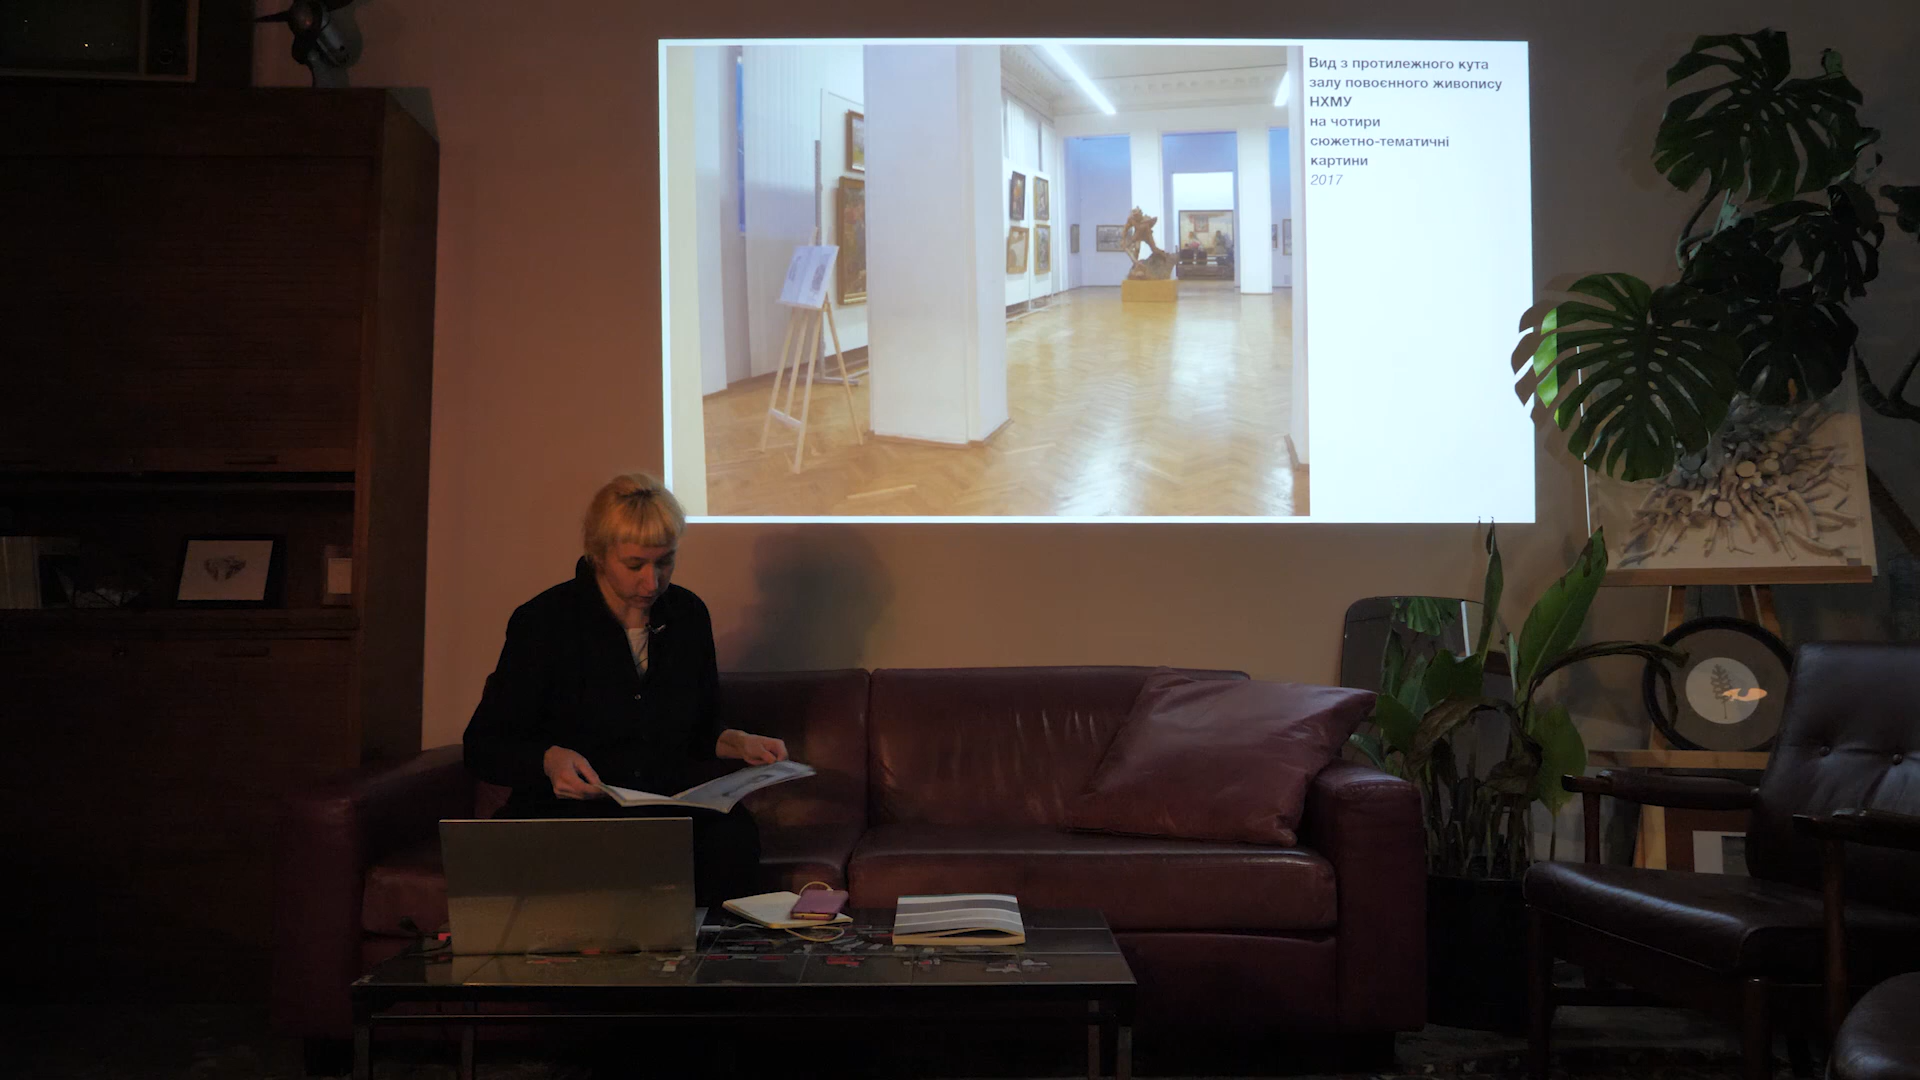 Вид з протилежного кута
залу повоєнного живопису
НХМУ
на чотири
сюжетно-тематичні
картини
2017